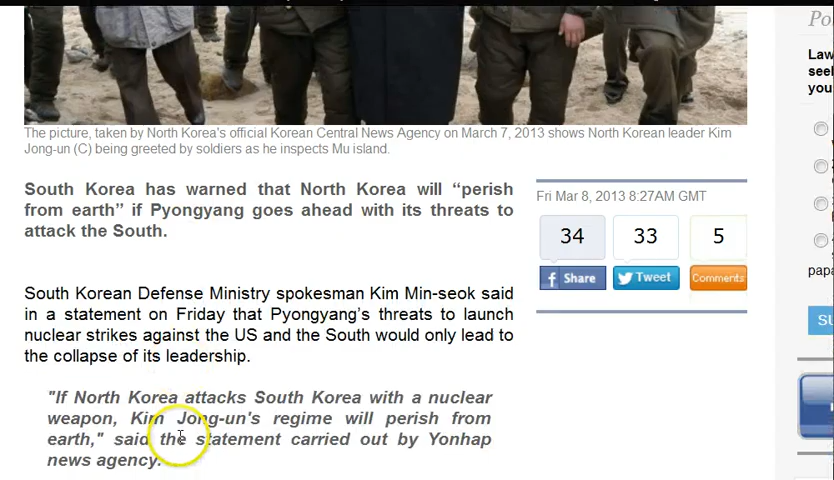 The picture, taken by North Korea's official Korean Central News Agency on March 7, 2013 shows North Korean leader Kim
Jong-un (C) being greeted by soldiers as he inspects Mu island.
South Korea has warned that North Korea will “perish
from earth” if Pyongyang goes ahead with its threats to
attack the South.
Fri Mar 8, 2013 8:27AM GMT
34 33 5
Share Tweet Comments
South Korean Defense Ministry spokesman Kim Min-seok said
in a statement on Friday that Pyongyang’s threats to launch
nuclear strikes against the US and the South would only lead to
the collapse of its leadership.
"If North Korea attacks South Korea with a nuclear
weapon, Kim Jong-un's regime will perish from
earth," said the statement carried out by Yonhap
news agency.
Po
Law
see
you
papa
SU